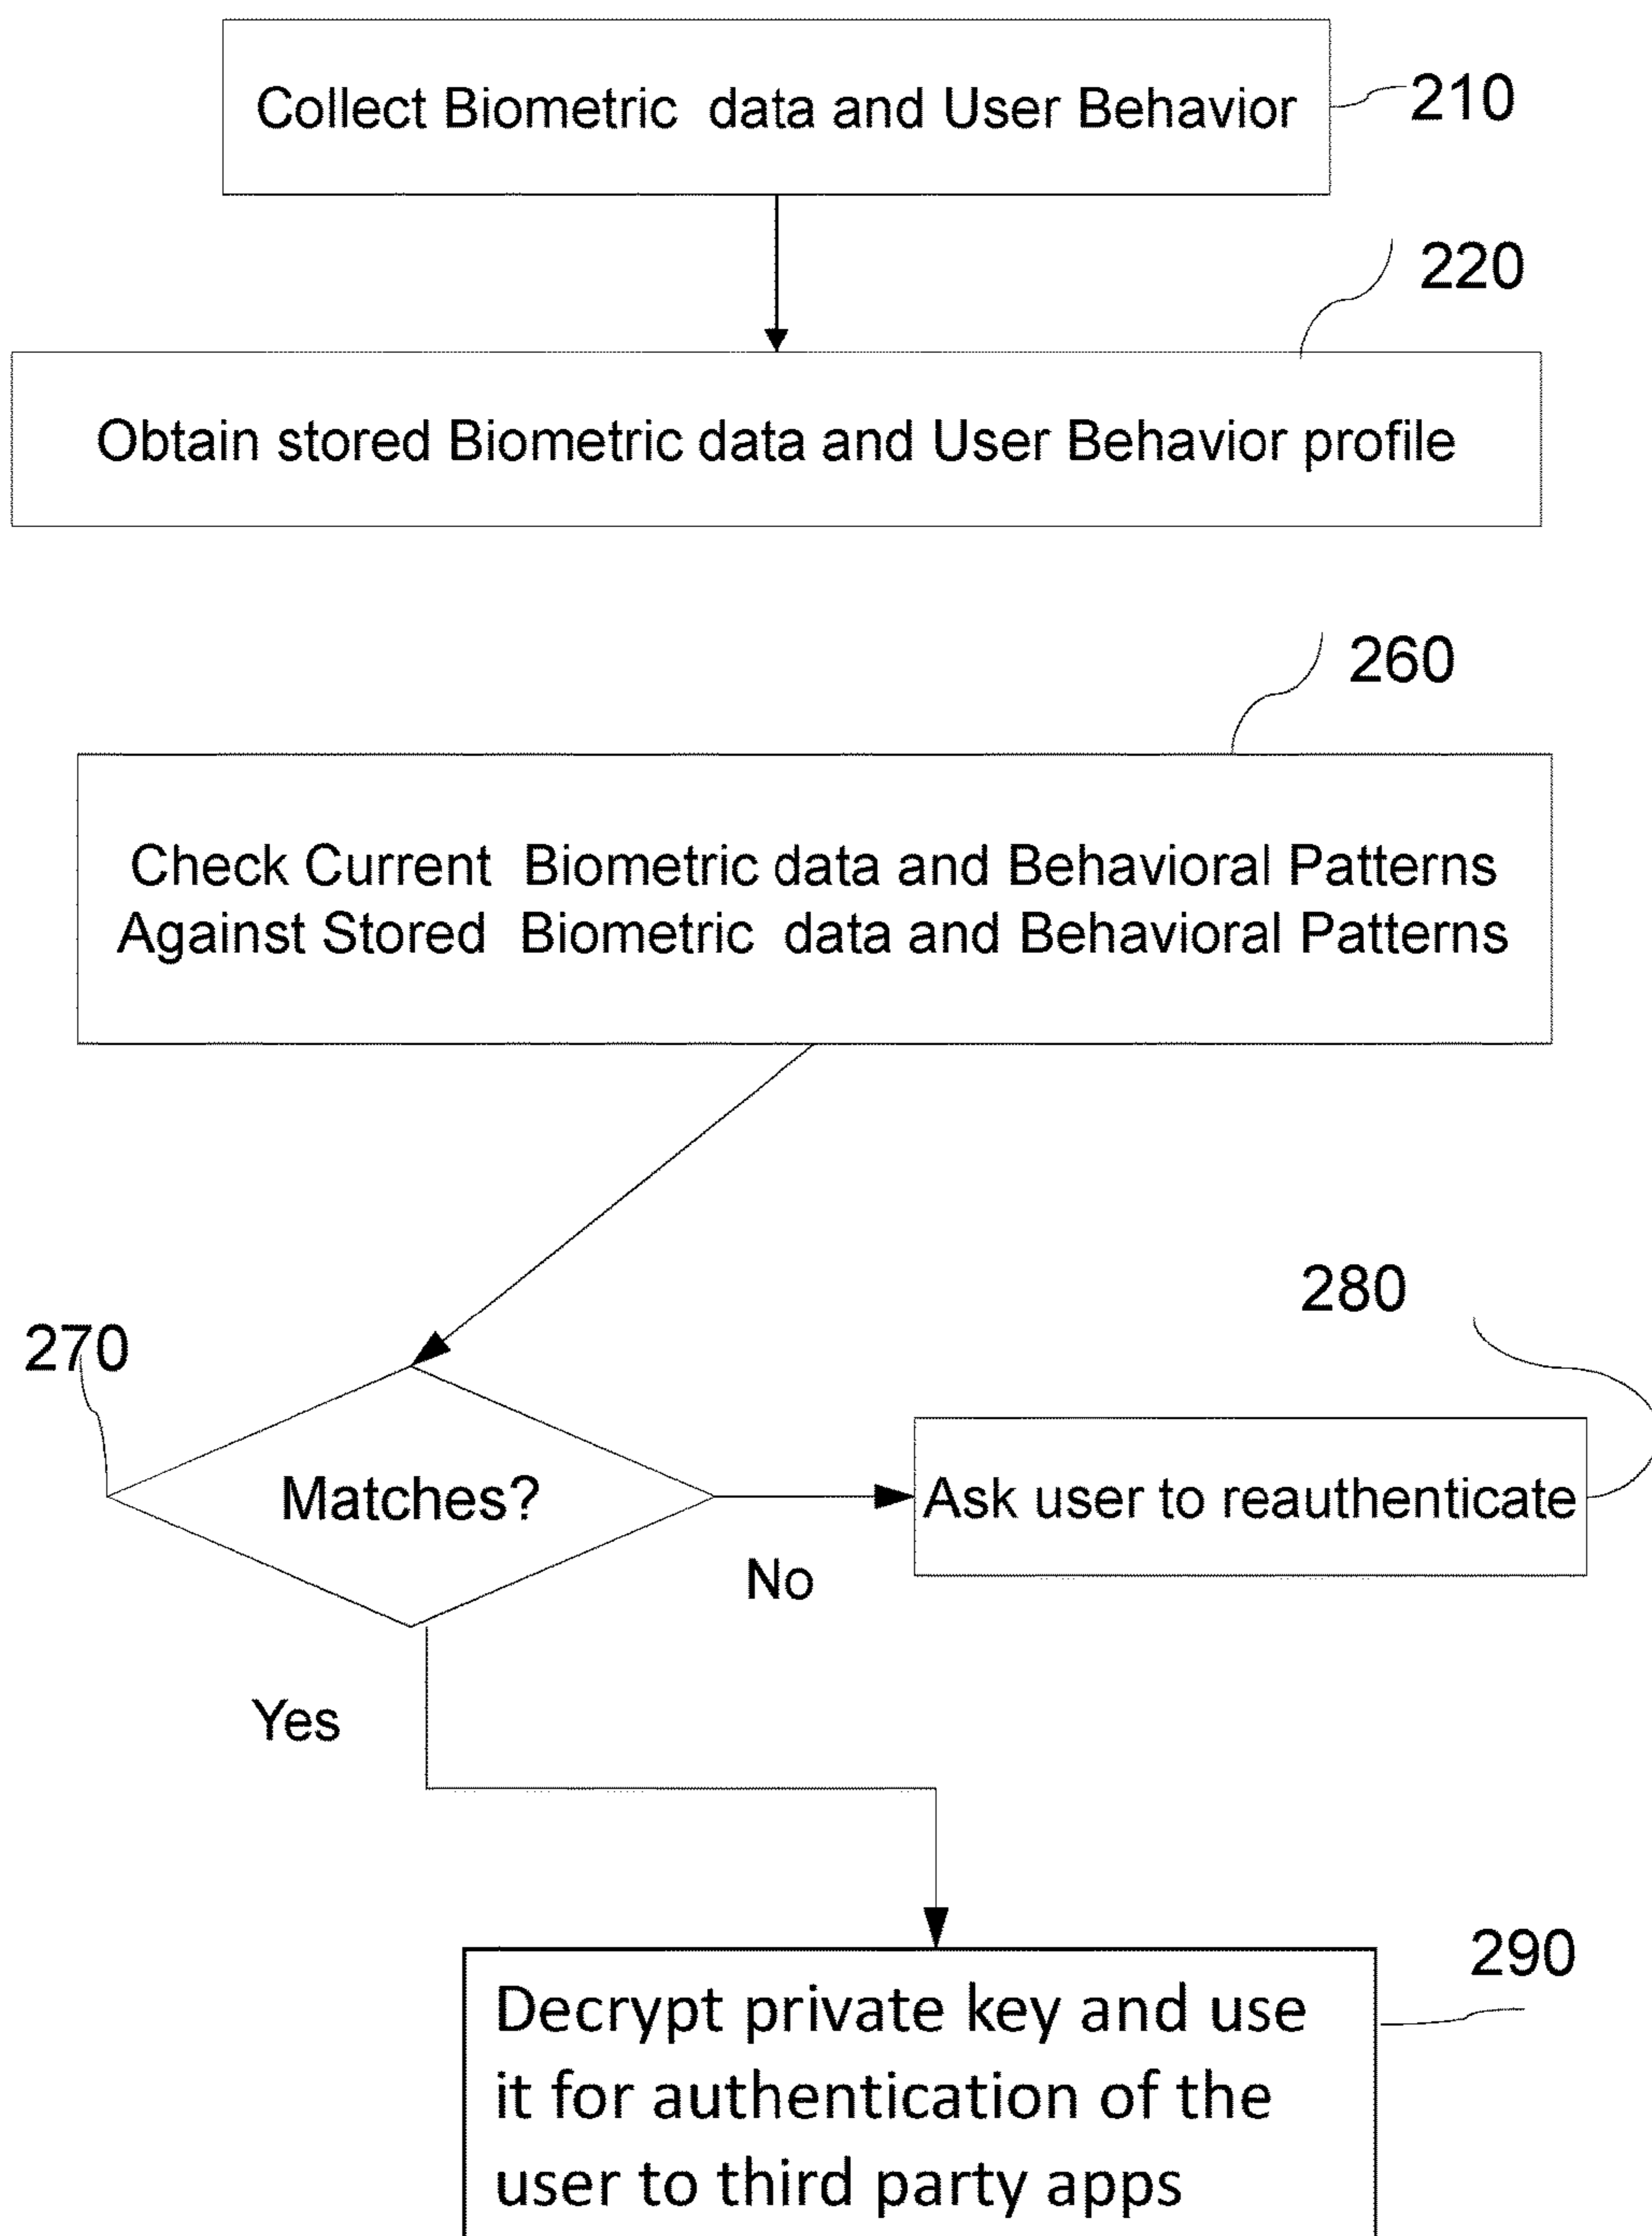 Collect Biometric data and User Behavior
210
220
Obtain stored Biometric data and User Behavior profile
260
Check Current Biometric data and Behavioral Patterns
Against Stored Biometric data and Behavioral Patterns
280
270
Matches?
Ask user to reauthenticate
No
Yes
290
Decrypt private key and use
it for authentication of the
user to third party apps